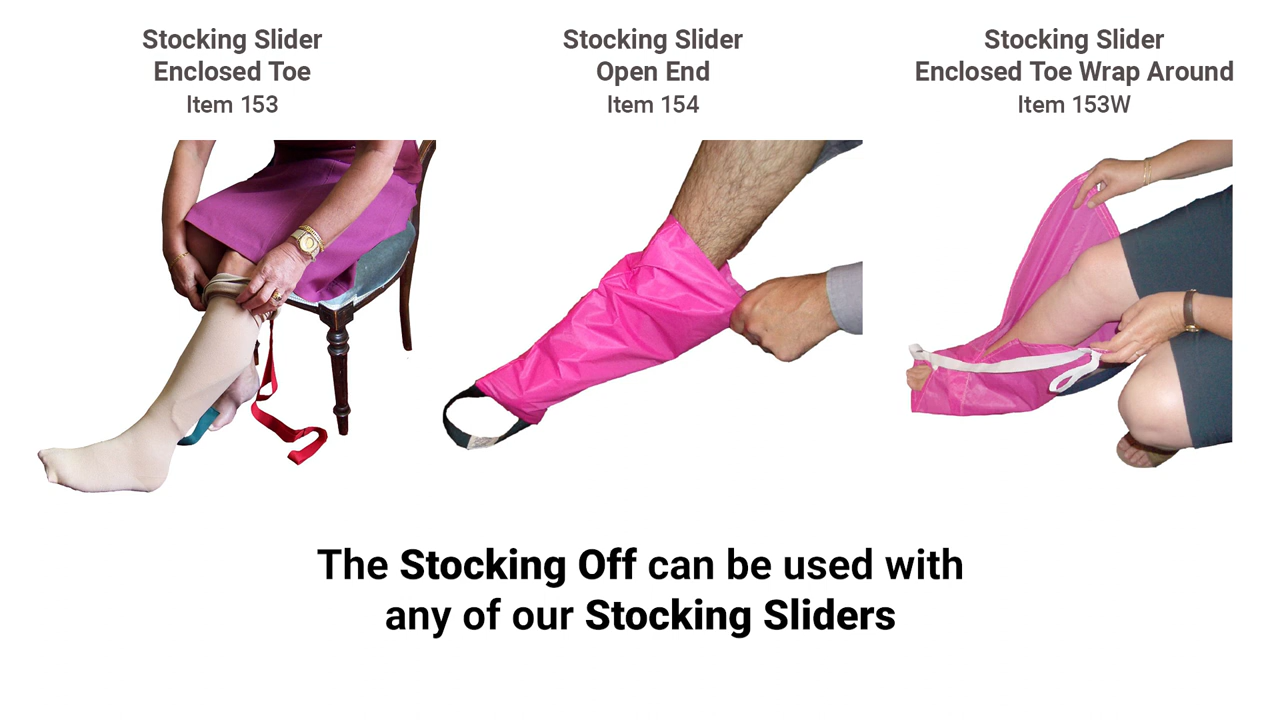 Stocking Slider
Enclosed Toe
Item 153
Stocking Slider
Open End
Item 154
Stocking Slider
Enclosed Toe Wrap Around
Item 153W
The Stocking Off can be used with
any of our Stocking Sliders